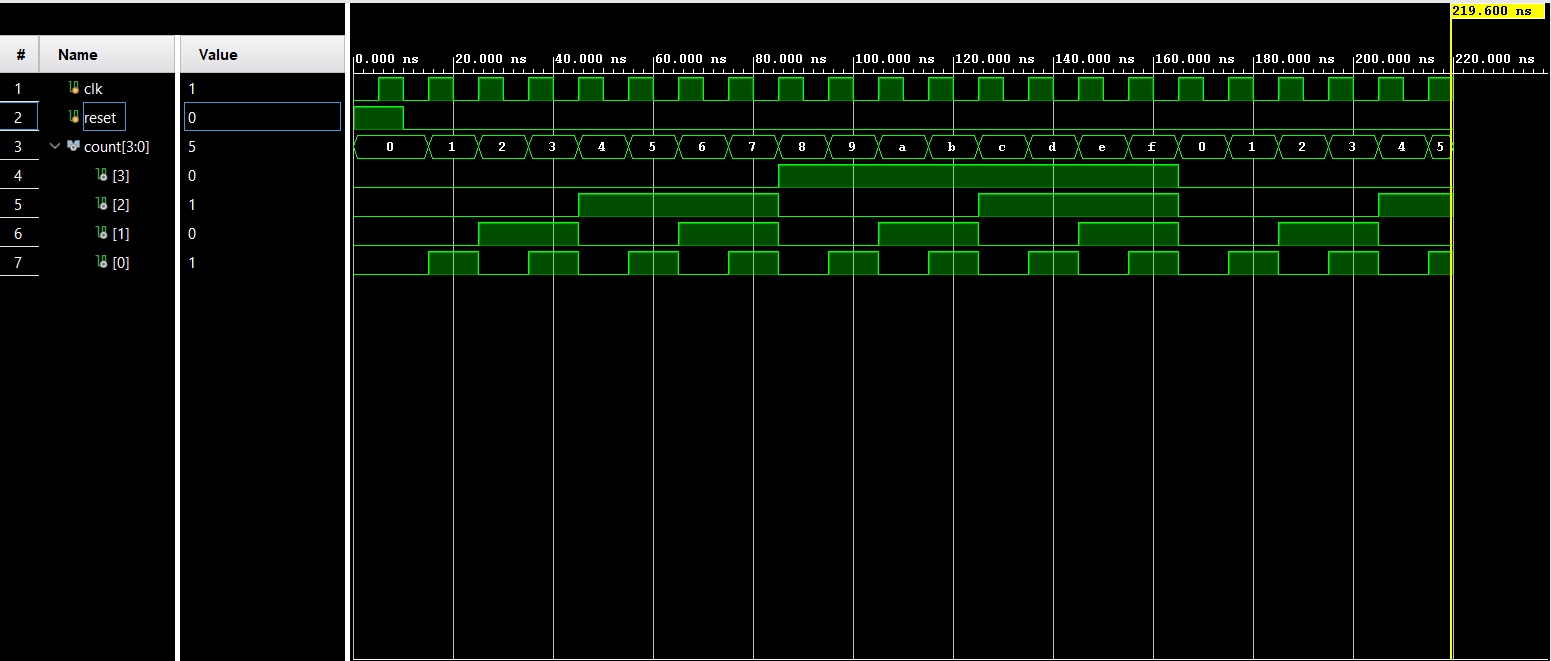 219.600 ns
# Name Value
0.000 ns 20.000 ns 40.000 ns 60.000 ns 80.000 ns 100.000 ns 120.000 ns 140.000 ns 160.000 ns 180.000 ns 200.000 ns 220.000 ns
1 clk 1
2 reset 0
3 count[3:0] 5 0 1 2 3 4 5 6 7 8 9 a b c d e f 0 1 2 3 4 5
4 [3] 0
5 [2] 1
6 [1] 0
7 [0] 1